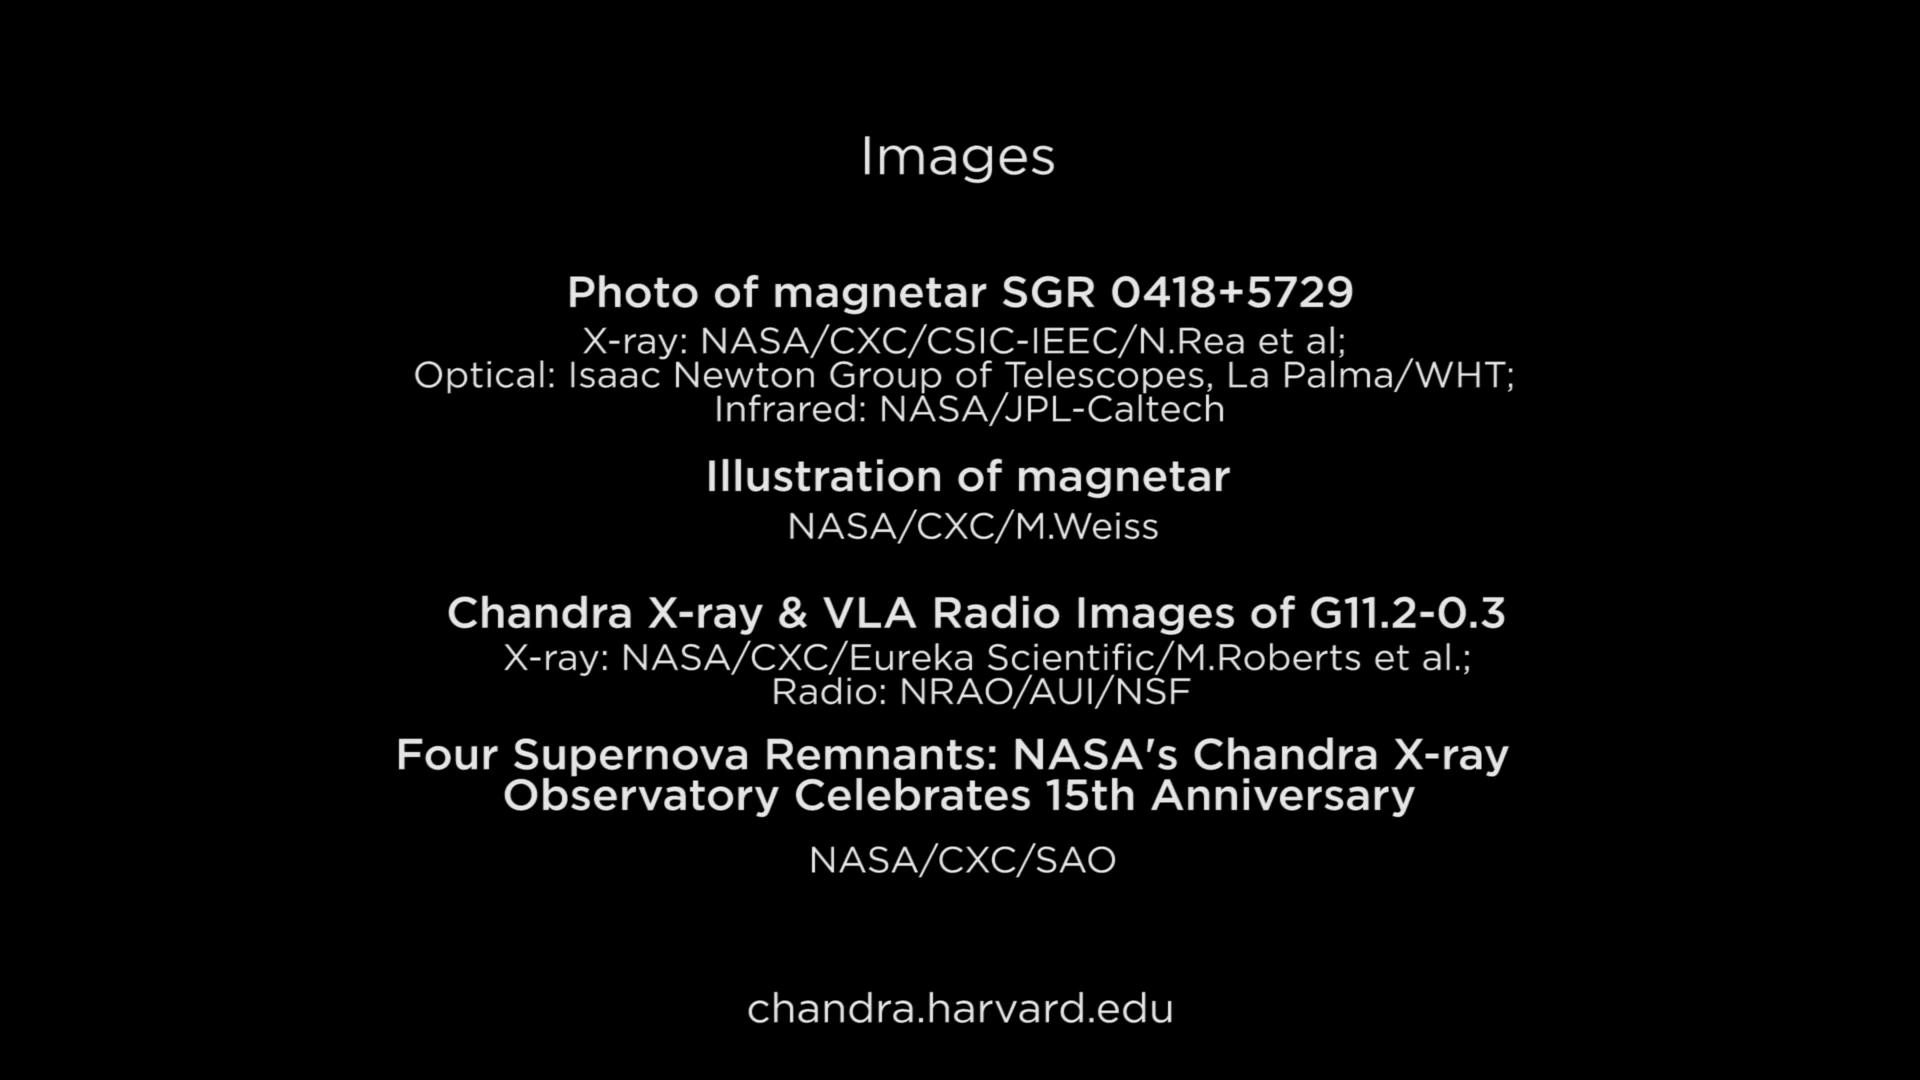 Images
Photo of magnetar SGR 0418+5729
X-ray: NASA/CXC/CSIC-IEEC/N.Rea et al;
Optical: Isaac Newton Group of Telescopes, La Palma/WHT;
Infrared: NASA/JPL-Caltech
Illustration of magnetar
NASA/CXC/M.Weiss
Chandra X-ray & VLA Radio Images of G11.2-0.3
X-ray: NASA/CXC/Eureka Scientific/M.Roberts et al.;
Radio: NRAO/AUI/NSF
Four Supernova Remnants: NASA's Chandra X-ray
Observatory Celebrates 15th Anniversary
NASA/CXC/SAO
chandra.harvard.edu